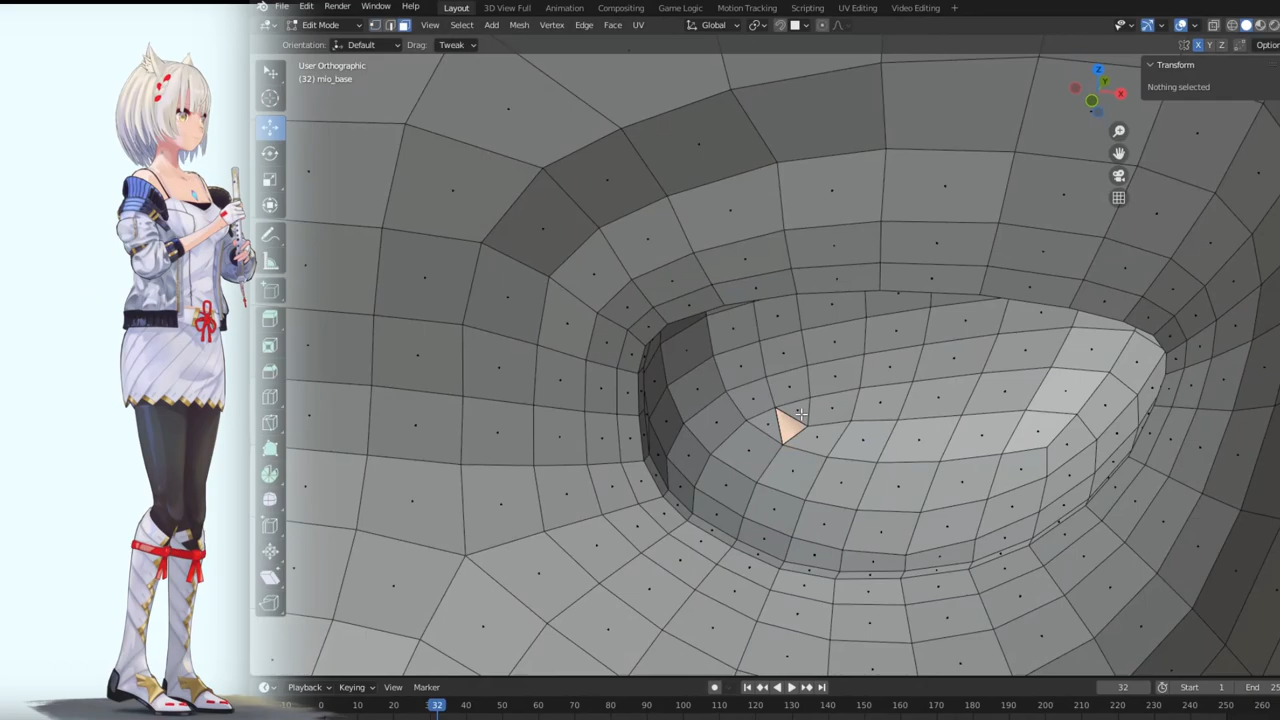 File Edit Render Window Help Layout 3D View Full Animation Compositing Game Logic Motion Tracking Scripting UV Editing Video Editing +
Edit Mode View Select Add Mesh Vertex Edge Face UV Global
Orientation: Default Drag: Tweak X Y Z Optio
User Orthographic
(32) mio_base
Transform
Nothing selected
Z
Y
X
Playback Keying View Marker 32 Start 1 End 25
-10 0 10 20 32 40 50 60 70 80 90 100 110 120 130 140 150 160 170 180 190 200 210 220 230 240 250 260